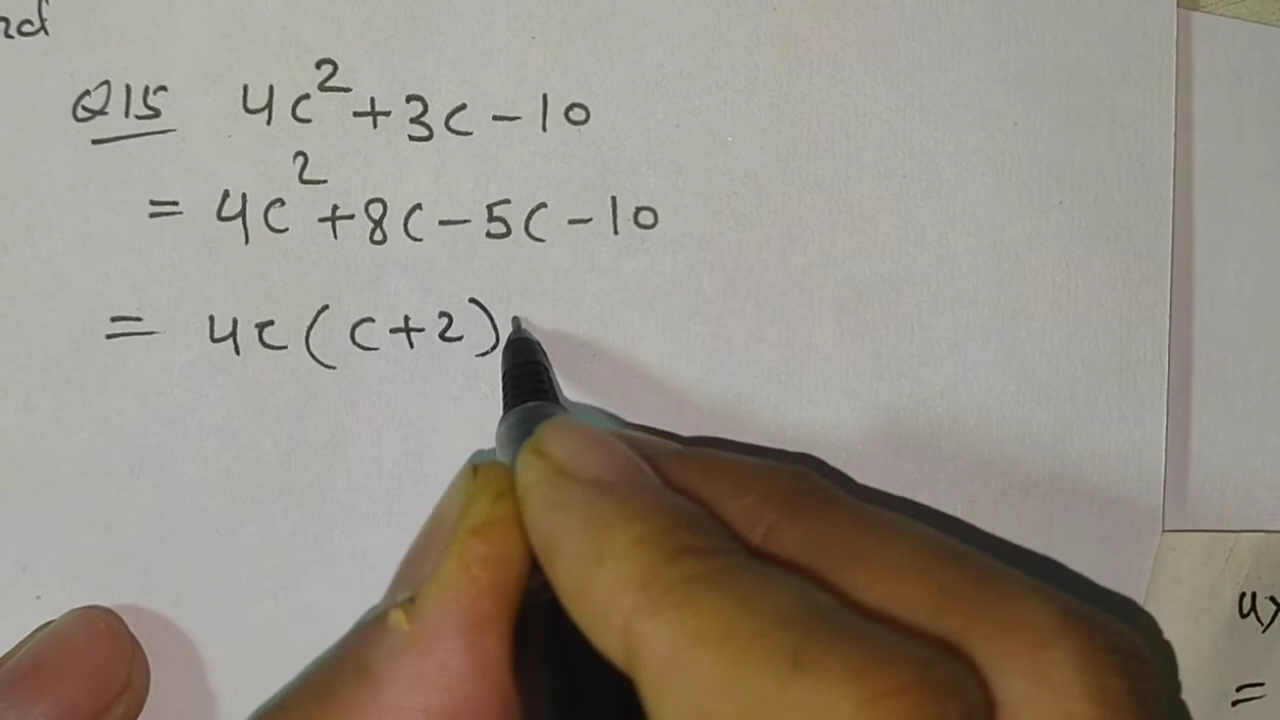 Q15 4c²+3c-10
= 4c²+8c-5c-10
= 4c(c+2)
=